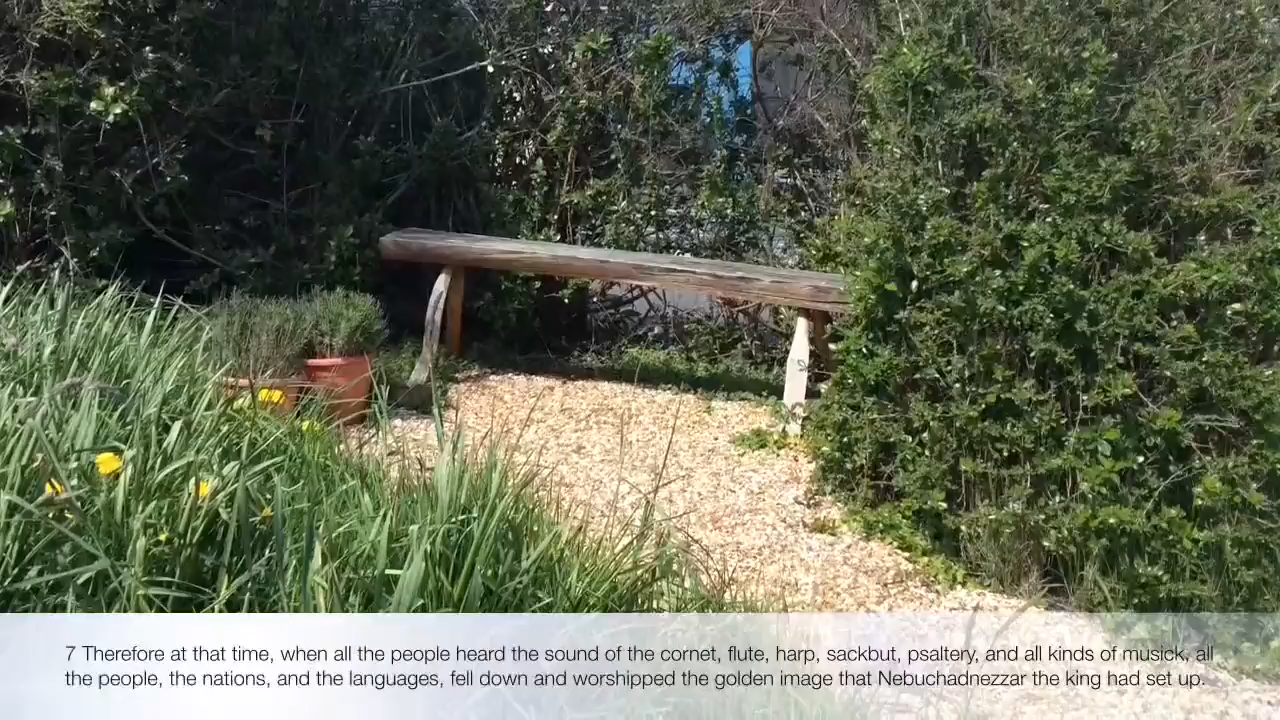 7 Therefore at that time, when all the people heard the sound of the cornet, flute, harp, sackbut, psaltery, and all kinds of musick, all
the people, the nations, and the languages, fell down and worshipped the golden image that Nebuchadnezzar the king had set up.